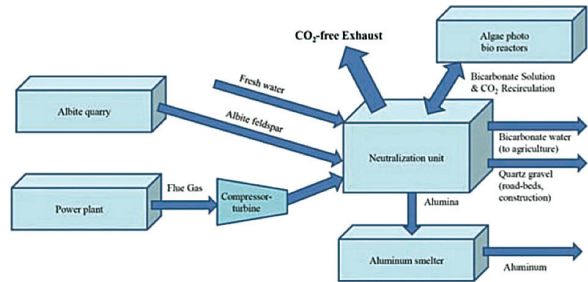 CO₂-free Exhaust
Algae photo
bio reactors
Fresh water
Bicarbonate Solution
& CO₂ Recirculation
Albite quarry
Albite feldspar
Neutralization unit
Bicarbonate water
(to agriculture)
Quartz gravel
(road-beds,
construction)
Power plant
Flue Gas
Compressor-
turbine
Alumina
Aluminum smelter
Aluminum